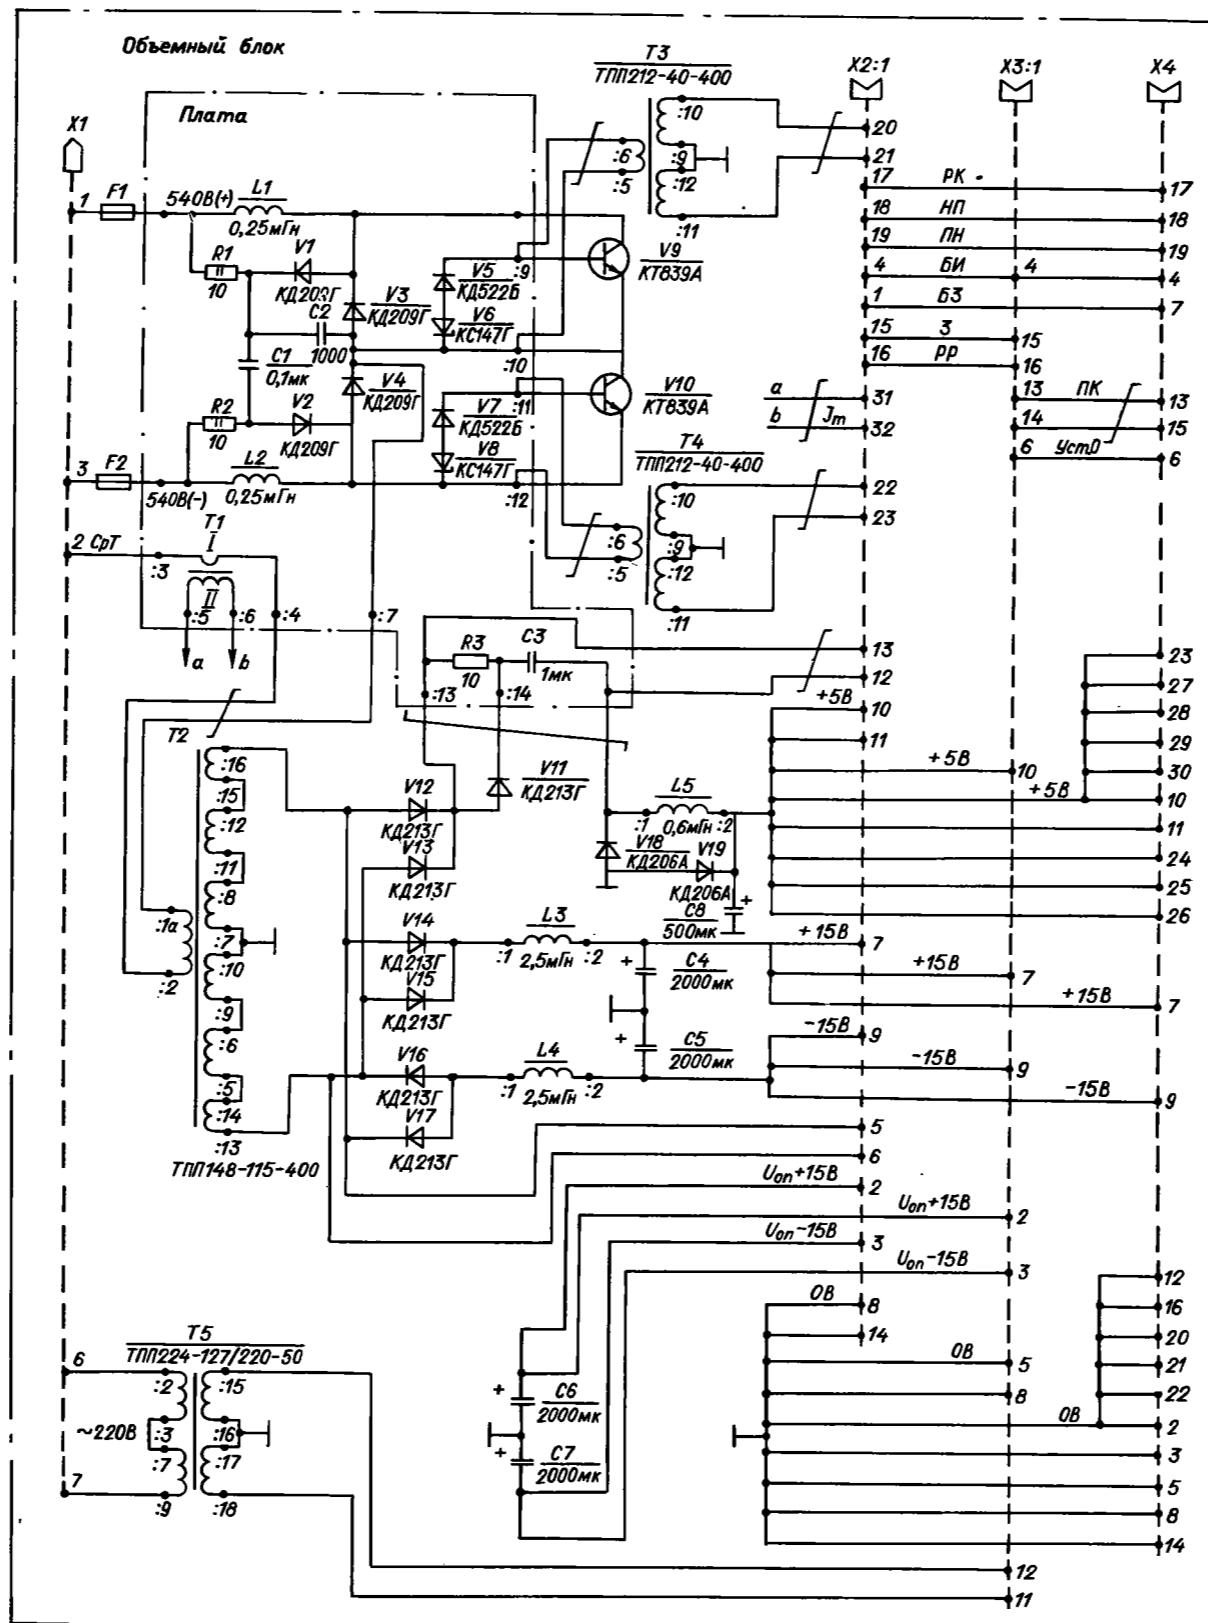 Объемный блок
Плата
X1
T3
ТПП212-40-400
X2:1
X3:1
X4
:10
:6
:9
:5
:12
:11
20
21
1
F1
540В(+)
L1
0,25мГн
17
РК
17
18
НП
18
19
ПН
19
4
БИ
4
4
1
БЗ
7
15
З
15
16
РР
16
R1
10
V1
КД209Г
C2
1000
V3
КД209Г
V5
КД522Б
:9
V9
КТ839А
V6
КС147Г
:10
C1
0,1мк
V4
КД209Г
R2
10
V2
КД209Г
V7
КД522Б
:11
V10
КТ839А
V8
КС147Г
:12
a
31
b
Jm
32
13
ПК
13
14
15
6
УстD
6
3
F2
540В(-)
L2
0,25мГн
T4
ТПП212-40-400
:10
:6
:9
:5
:12
:11
22
23
2 СрТ
T1
I
:3
II
:5
:6
:4
:7
a
b
R3
10
C3
1мк
:13
:14
13
12
+5В
10
11
+5В
10
+5В
23
27
28
29
30
10
11
24
25
26
T2
:16
:15
:12
:11
:8
:7
:10
:9
:6
:5
:14
:13
:1а
:2
ТПП148-115-400
V11
КД213Г
V12
КД213Г
V13
КД213Г
V14
КД213Г
V15
КД213Г
V16
КД213Г
V17
КД213Г
L5
:1
0,6мГн
:2
V18
КД206А
V19
КД206А
+
C8
500мк
L3
:1
2,5мГн
:2
+
C4
2000мк
+
C5
2000мк
L4
:1
2,5мГн
:2
+15В
7
+15В
7
+15В
7
-15В
9
-15В
9
-15В
9
5
6
Uоп+15В
2
Uоп+15В
2
Uоп-15В
3
Uоп-15В
3
0В
8
14
0В
5
8
0В
12
16
20
21
22
2
3
5
8
14
T5
ТПП224-127/220-50
6
:2
:15
~220В
:3
:16
:7
:17
7
:9
:18
+
C6
2000мк
+
C7
2000мк
12
11